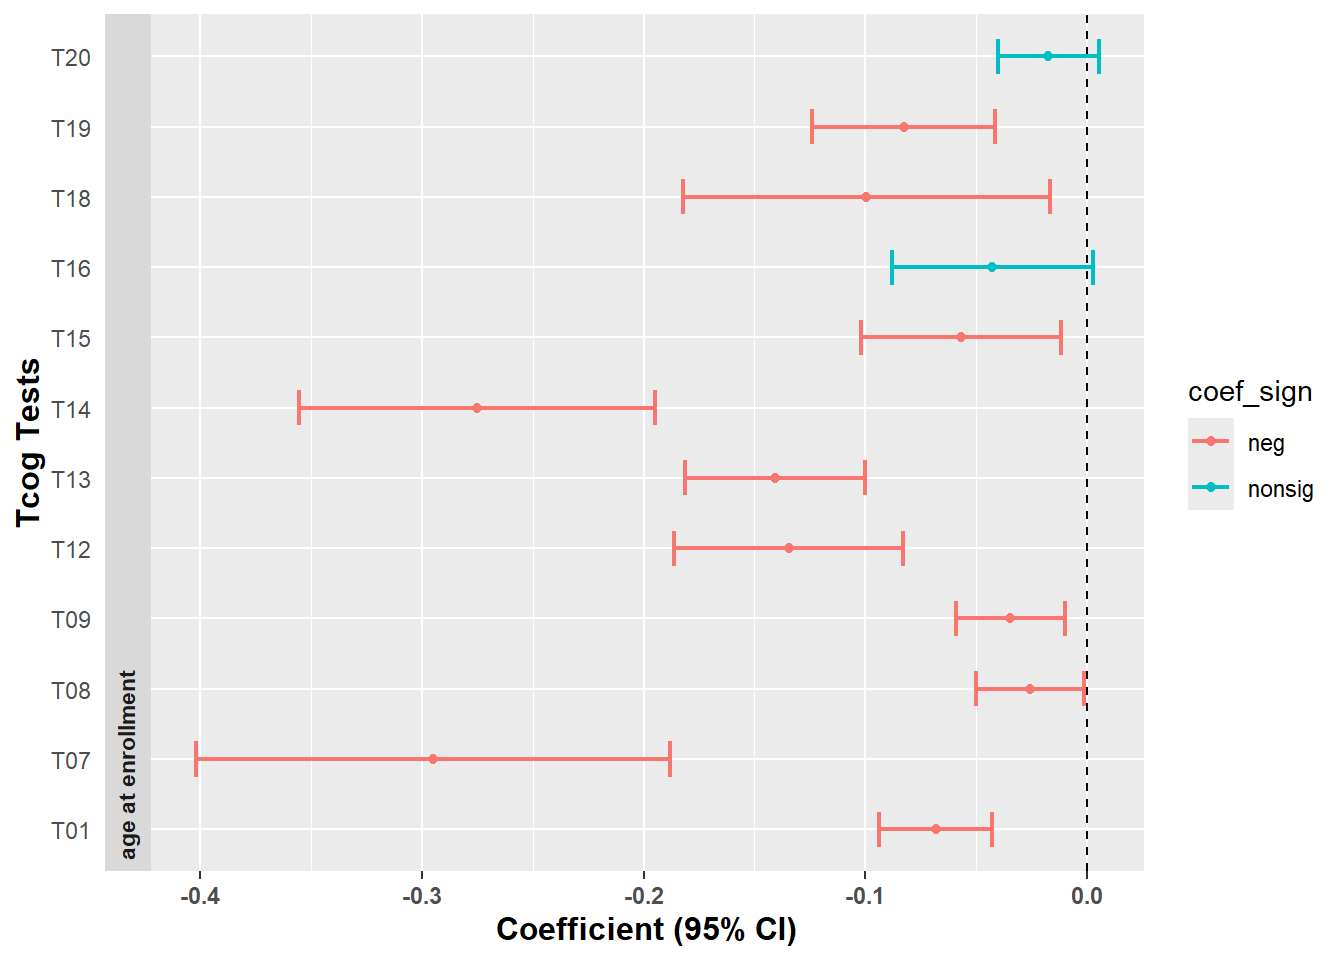 T20
T19
T18
T16
T15
T14
T13
T12
T09
T08
T07
T01
Tcog Tests
age at enrollment
-0.4
-0.3
-0.2
-0.1
0.0
Coefficient (95% CI)
coef_sign
neg
nonsig